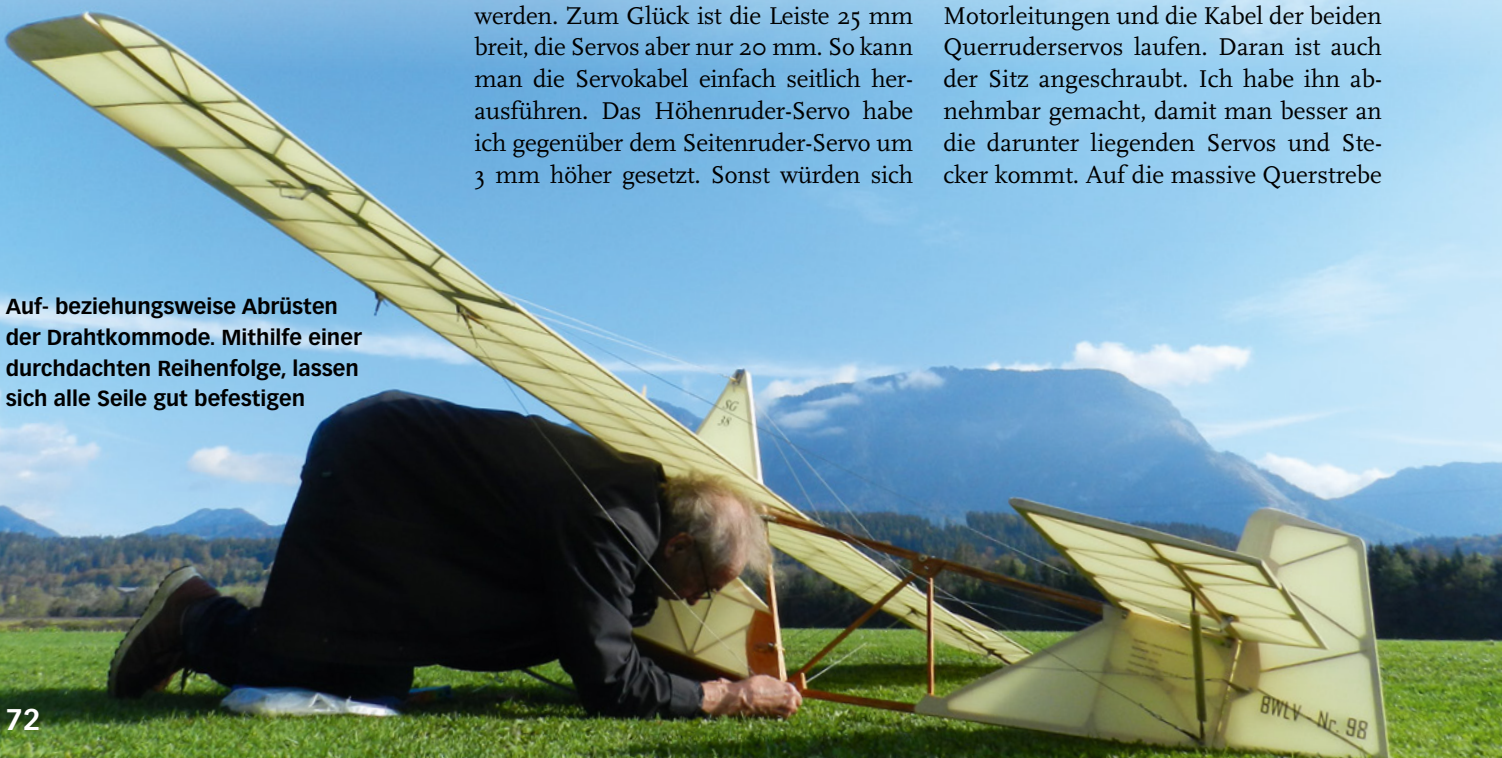 werden. Zum Glück ist die Leiste 25 mm
breit, die Servos aber nur 20 mm. So kann
man die Servokabel einfach seitlich her-
ausführen. Das Höhenruder-Servo habe
ich gegenüber dem Seitenruder-Servo um
3 mm höher gesetzt. Sonst würden sich
Motorleitungen und die Kabel der beiden
Querruderservos laufen. Daran ist auch
der Sitz angeschraubt. Ich habe ihn ab-
nehmbar gemacht, damit man besser an
die darunter liegenden Servos und Ste-
cker kommt. Auf die massive Querstrebe
Auf- beziehungsweise Abrüsten
der Drahtkommode. Mithilfe einer
durchdachten Reihenfolge, lassen
sich alle Seile gut befestigen
SG
38
BWLV - Nr. 98
72